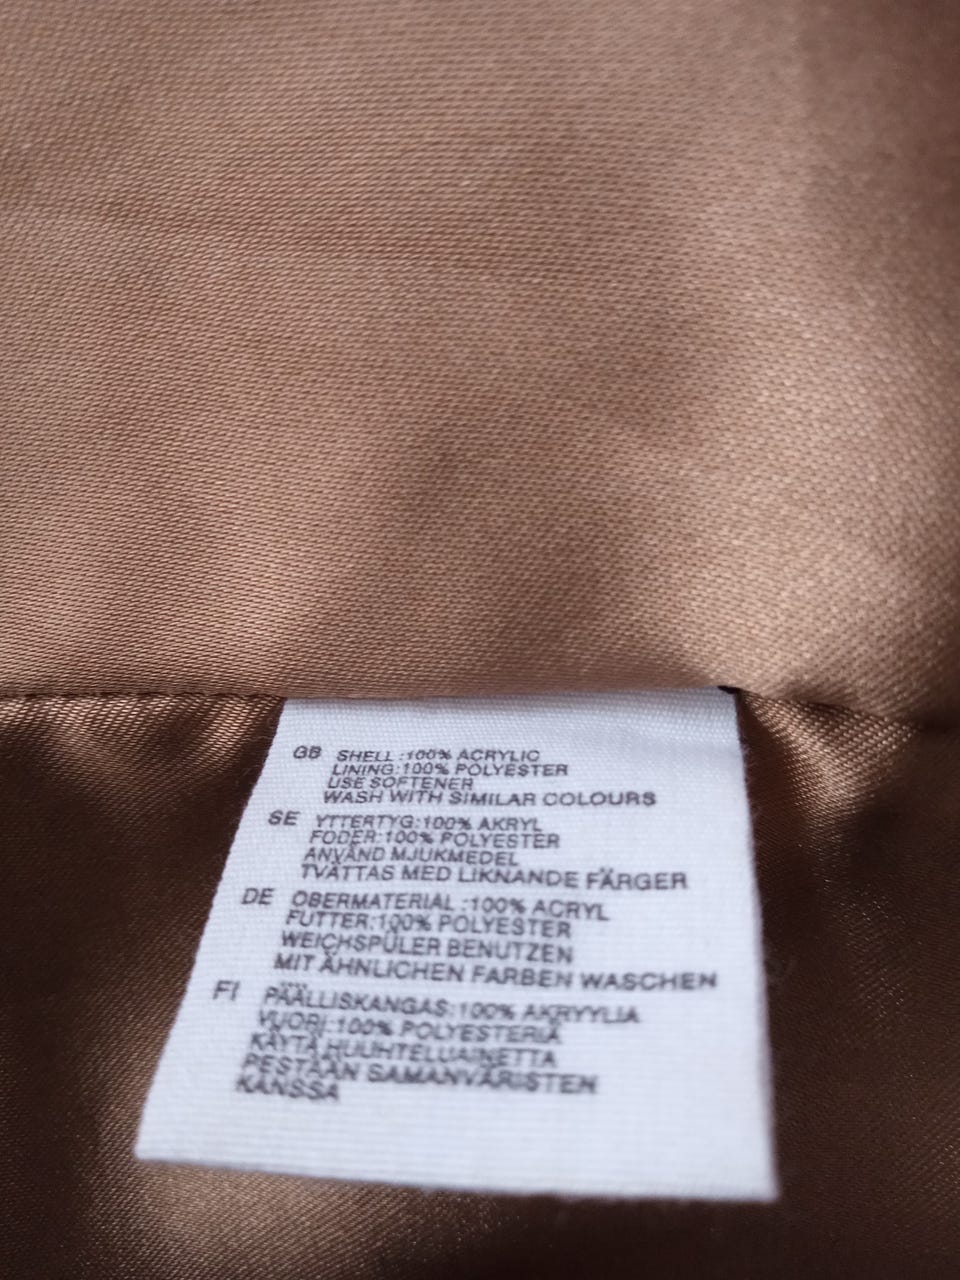 GB SHELL :100% ACRYLIC
LINING:100% POLYESTER
USE SOFTENER
WASH WITH SIMILAR COLOURS
SE YTTERTYG:100% AKRYL
FODER:100% POLYESTER
ANVÄND MJUKMEDEL
TVÄTTAS MED LIKNANDE FÄRGER
DE OBERMATERIAL :100% ACRYL
FUTTER:100% POLYESTER
WEICHSPÜLER BENUTZEN
MIT ÄHNLICHEN FARBEN WASCHEN
FI PÄÄLLISKANGAS:100% AKRYYLIA
VUORI:100% POLYESTERIÄ
KÄYTÄ HUUHTELUAINETTA
PESTÄÄN SAMANVÄRISTEN
KANSSA